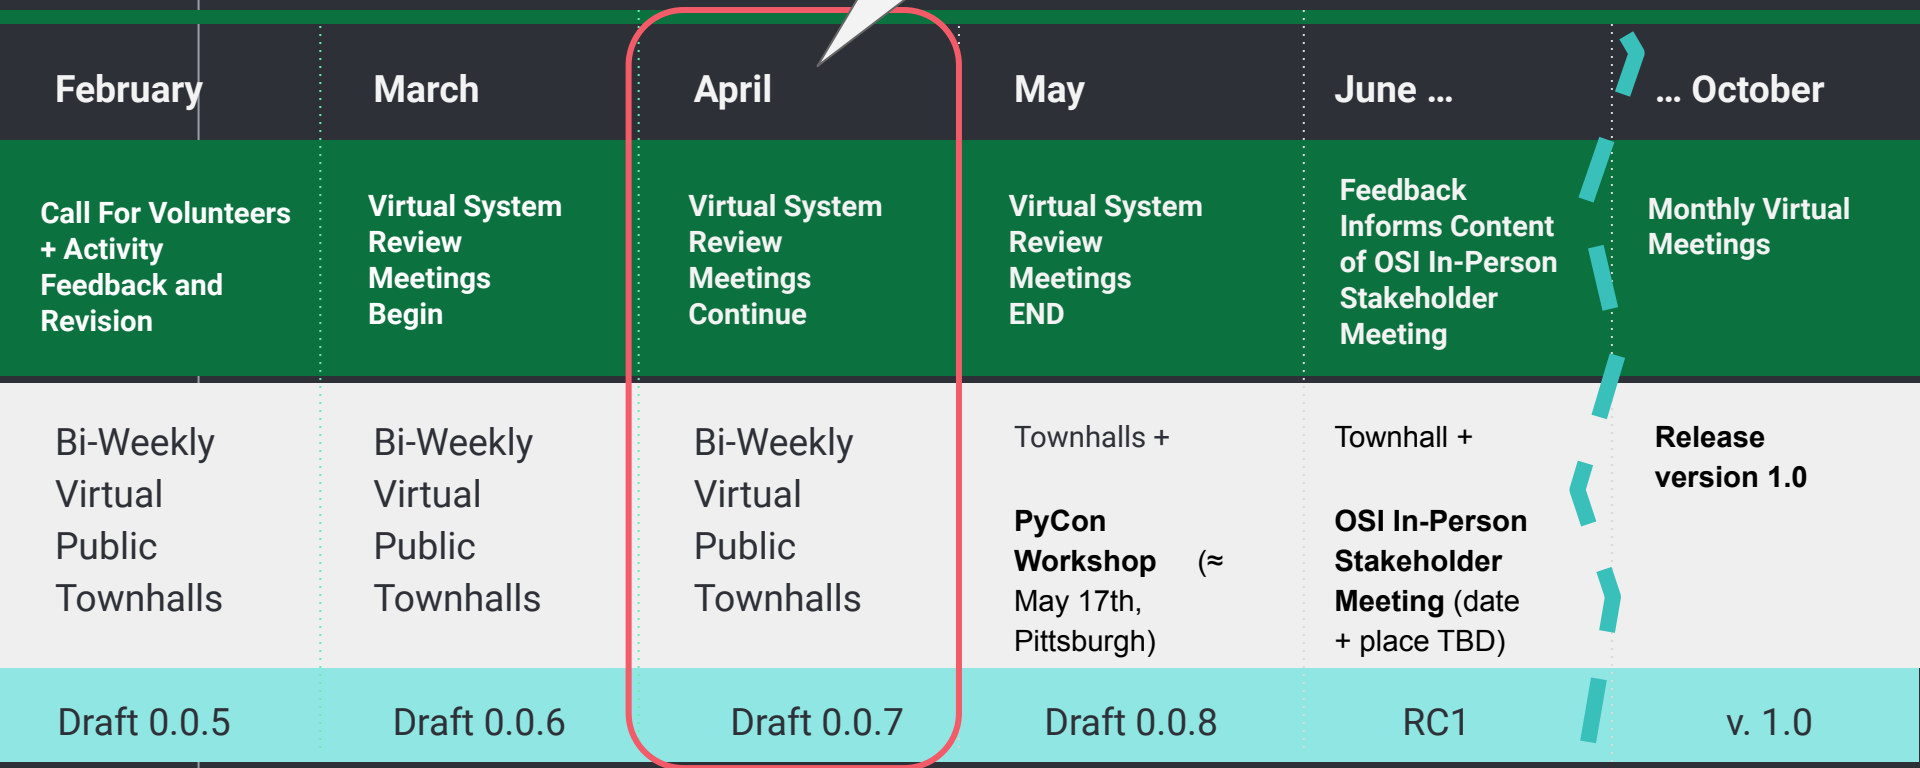 February
March
April
May
June ...
... October
Call For Volunteers
+ Activity
Feedback and
Revision
Virtual System
Review
Meetings
Begin
Virtual System
Review
Meetings
Continue
Virtual System
Review
Meetings
END
Feedback
Informs Content
of OSI In-Person
Stakeholder
Meeting
Monthly Virtual
Meetings
Bi-Weekly
Virtual
Public
Townhalls
Bi-Weekly
Virtual
Public
Townhalls
Bi-Weekly
Virtual
Public
Townhalls
Townhalls +
PyCon
Workshop (≈
May 17th,
Pittsburgh)
Townhall +
OSI In-Person
Stakeholder
Meeting (date
+ place TBD)
Release
version 1.0
Draft 0.0.5
Draft 0.0.6
Draft 0.0.7
Draft 0.0.8
RC1
v. 1.0